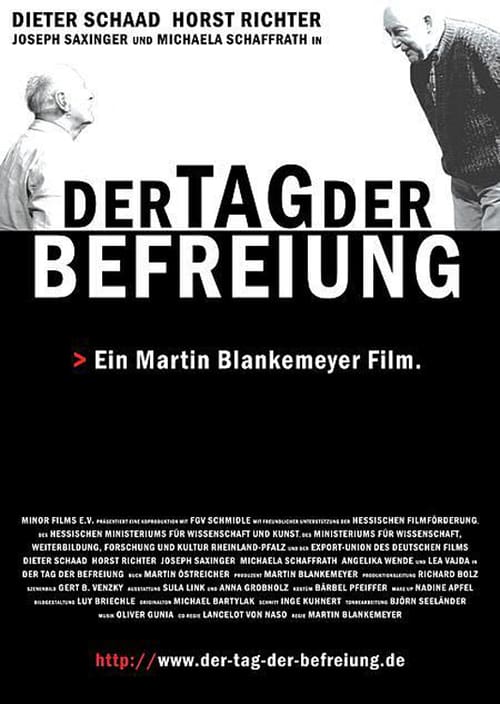 DIETER SCHAAD HORST RICHTER
JOSEPH SAXINGER UND MICHAELA SCHAFFRATH IN
DER TAG DER
BEFREIUNG
> Ein Martin Blankemeyer Film.
MINOR FILMS E.V. PRÄSENTIERT EINE KOPRODUKTION MIT FGV SCHMIDLE MIT FREUNDLICHER UNTERSTÜTZUNG DER HESSISCHEN FILMFÖRDERUNG,
DES HESSISCHEN MINISTERIUMS FÜR WISSENSCHAFT UND KUNST, DES MINISTERIUMS FÜR WISSENSCHAFT,
WEITERBILDUNG, FORSCHUNG UND KULTUR RHEINLAND-PFALZ UND DER EXPORT-UNION DES DEUTSCHEN FILMS
DIETER SCHAAD HORST RICHTER JOSEPH SAXINGER MICHAELA SCHAFFRATH ANGELIKA WENDE UND LEA VAJDA IN
DER TAG DER BEFREIUNG BUCH MARTIN ÖSTREICHER PRODUZENT MARTIN BLANKEMEYER PRODUKTIONSLEITUNG RICHARD BOLZ
SZENENBILD GERT B. VENZKY AUSSTATTUNG SULA LINK UND ANNA GROBHOLZ KOSTÜM BÄRBEL PFEIFFER MAKE UP NADINE APFEL
BILDGESTALTUNG LUY BRIECHLE ORIGINALTON MICHAEL BARTYLAK SCHNITT INGE KUHNERT TONBEARBEITUNG BJÖRN SEELÄNDER
MUSIK OLIVER GUNIA CO REGIE LANCELOT VON NASO REGIE MARTIN BLANKEMEYER
http://www.der-tag-der-befreiung.de